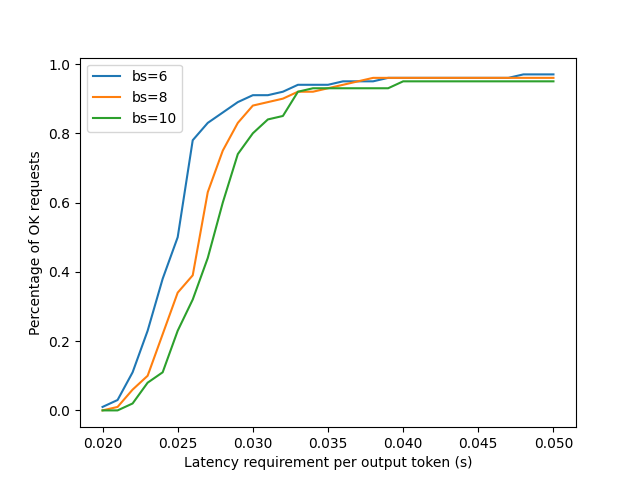 bs=6
bs=8
bs=10
1.0
0.8
0.6
0.4
0.2
0.0
Percentage of OK requests
0.020 0.025 0.030 0.035 0.040 0.045 0.050
Latency requirement per output token (s)